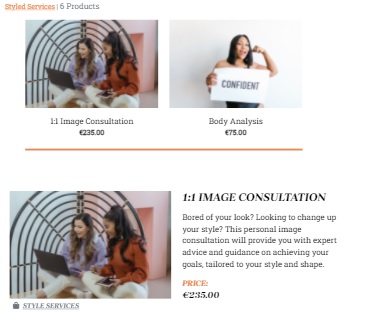 Styled Services | 6 Products
CONFIDENT
1:1 Image Consultation
€235.00
Body Analysis
€75.00
1:1 IMAGE CONSULTATION
Bored of your look? Looking to change up
your style? This personal image
consultation will provide you with expert
advice and guidance on achieving your
goals, tailored to your style and shape.
PRICE:
€235.00
STYLE SERVICES